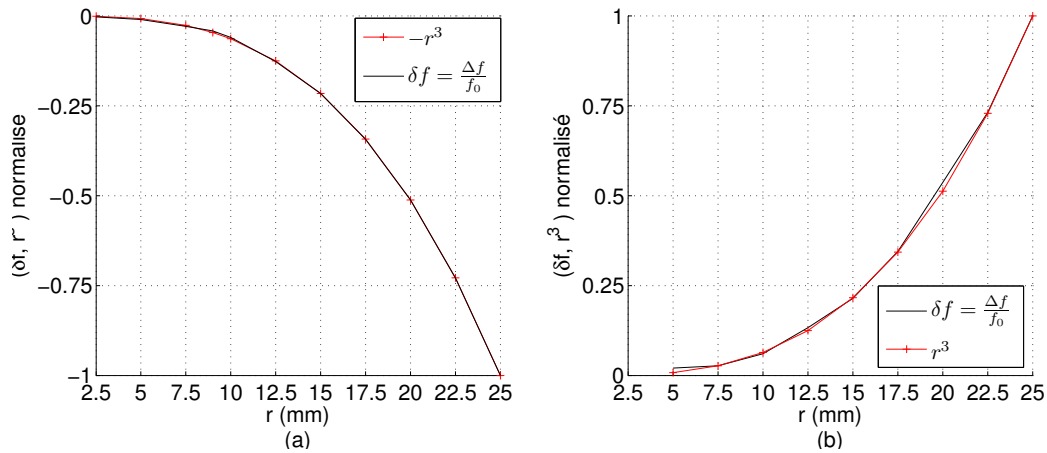 (δf, r³) normalisé
0
−0.25
−0.5
−0.75
−1
2.5 5 7.5 10 12.5 15 17.5 20 22.5 25
r (mm)
(a)
−r³
δf = Δf/f₀
(δf, r³) normalisé
1
0.75
0.5
0.25
0
2.5 5 7.5 10 12.5 15 17.5 20 22.5 25
r (mm)
(b)
δf = Δf/f₀
r³